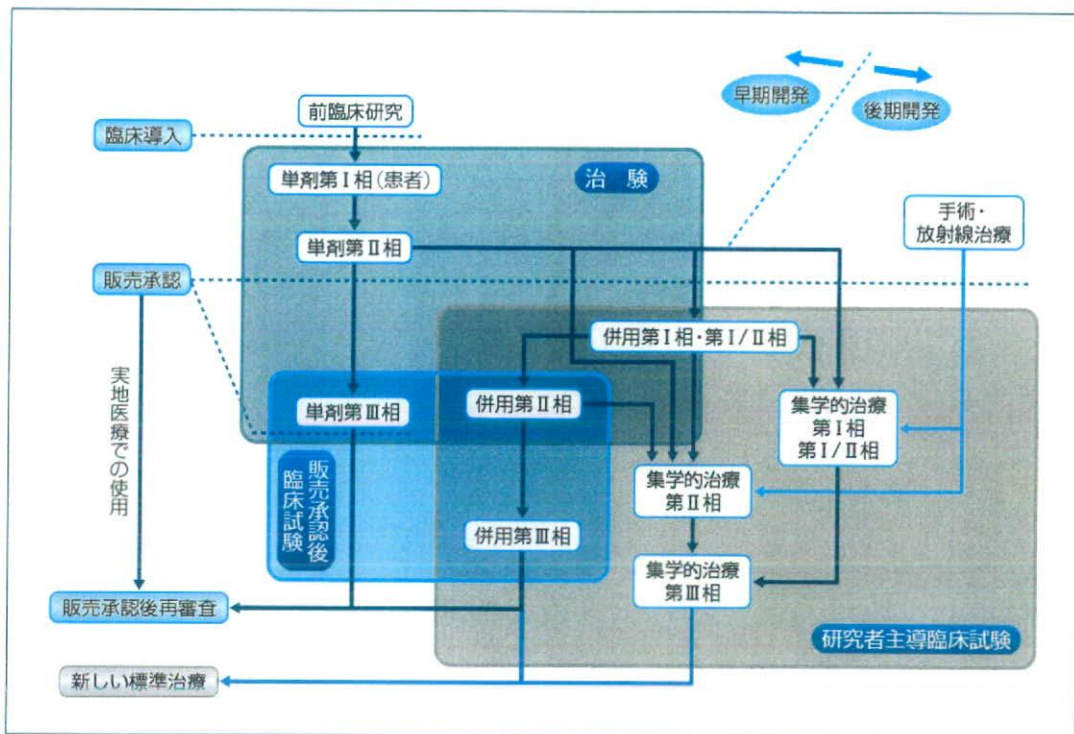 早期開発
後期開発
前臨床研究
臨床導入
単剤第Ⅰ相(患者)
治 験
手術・
放射線治療
単剤第Ⅱ相
販売承認
併用第Ⅰ相・第Ⅰ/Ⅱ相
実地医療での使用
単剤第Ⅲ相
併用第Ⅱ相
集学的治療
第Ⅰ相
第Ⅰ/Ⅱ相
販売承認後
臨床試験
集学的治療
第Ⅱ相
併用第Ⅲ相
集学的治療
第Ⅲ相
販売承認後再審査
研究者主導臨床試験
新しい標準治療